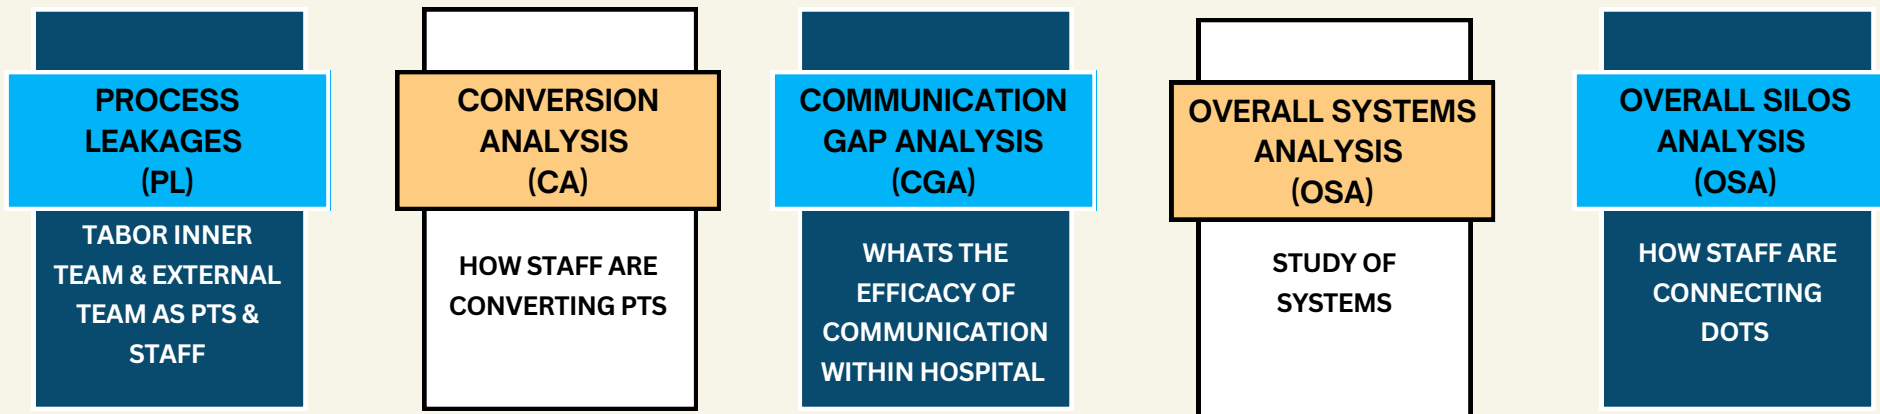 PROCESS
LEAKAGES
(PL)
TABOR INNER
TEAM & EXTERNAL
TEAM AS PTS &
STAFF
CONVERSION
ANALYSIS
(CA)
HOW STAFF ARE
CONVERTING PTS
COMMUNICATION
GAP ANALYSIS
(CGA)
WHATS THE
EFFICACY OF
COMMUNICATION
WITHIN HOSPITAL
OVERALL SYSTEMS
ANALYSIS
(OSA)
STUDY OF
SYSTEMS
OVERALL SILOS
ANALYSIS
(OSA)
HOW STAFF ARE
CONNECTING
DOTS